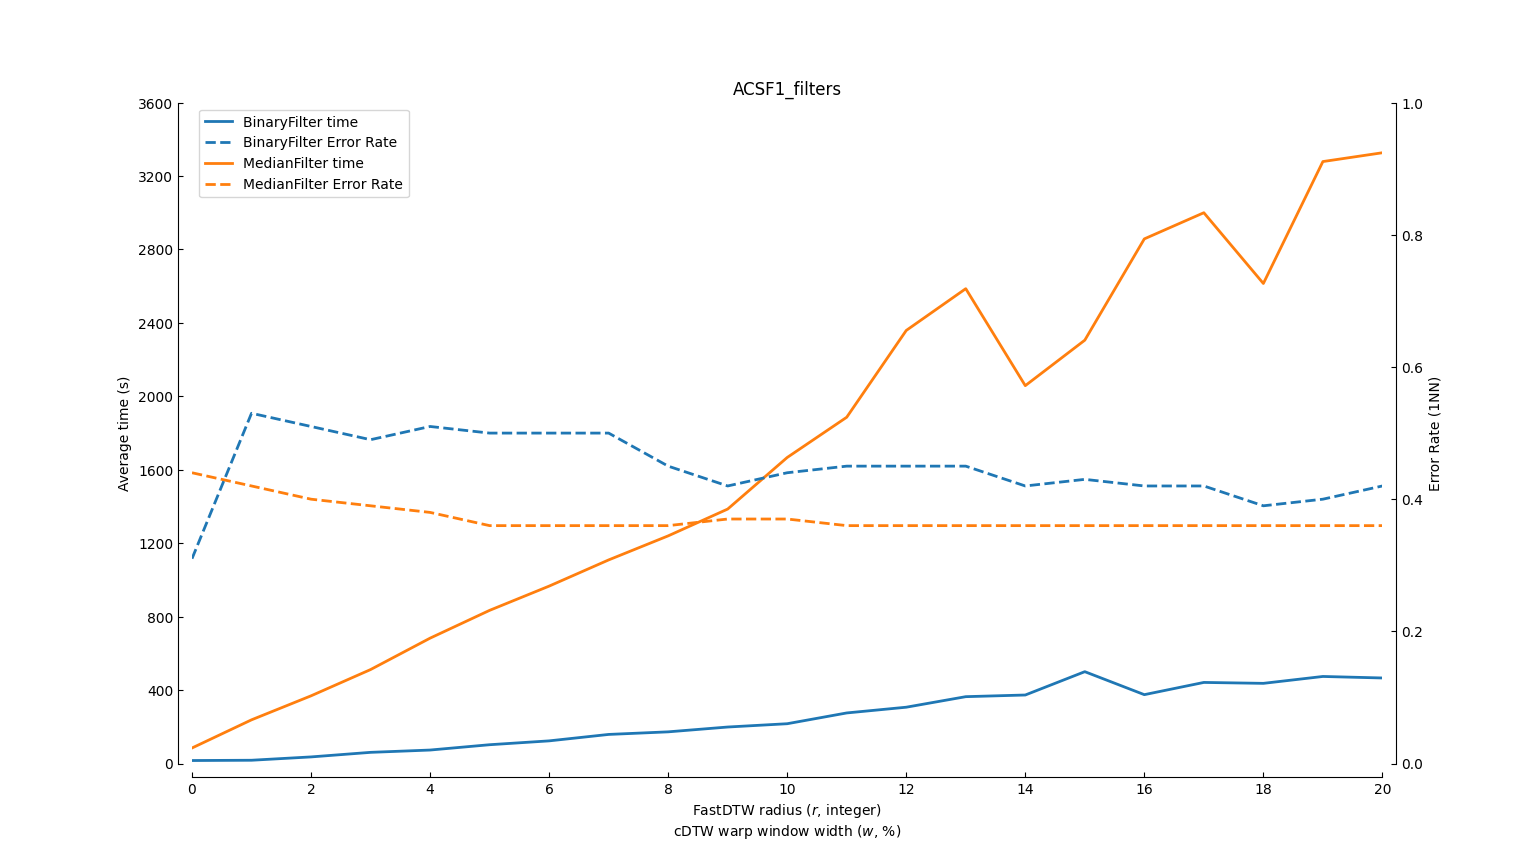 ACSF1_filters
BinaryFilter time
BinaryFilter Error Rate
MedianFilter time
MedianFilter Error Rate
Average time (s)
3600
3200
2800
2400
2000
1600
1200
800
400
0
1.0
0.8
0.6
0.4
0.2
0.0
Error Rate (1NN)
0 2 4 6 8 10 12 14 16 18 20
FastDTW radius (r, integer)
cDTW warp window width (w, %)